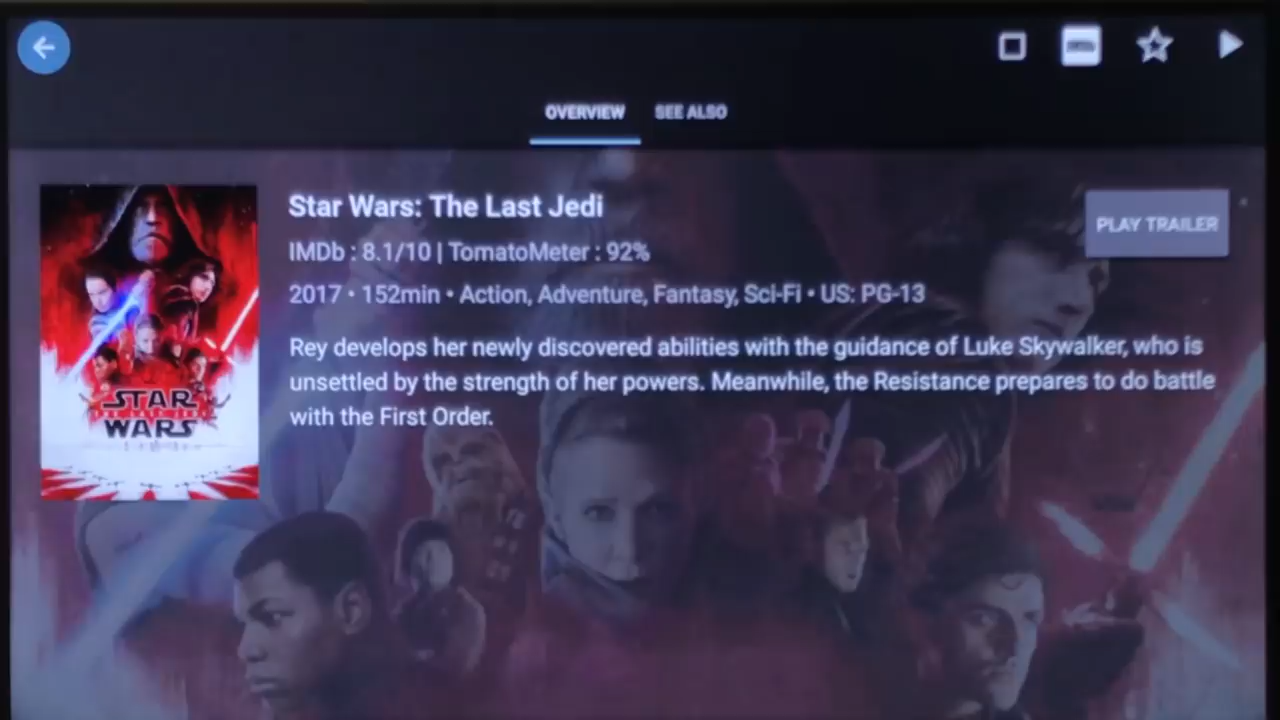 OVERVIEW SEE ALSO
Star Wars: The Last Jedi
PLAY TRAILER
IMDb : 8.1/10 | TomatoMeter : 92%
2017 • 152min • Action, Adventure, Fantasy, Sci-Fi • US: PG-13
Rey develops her newly discovered abilities with the guidance of Luke Skywalker, who is
unsettled by the strength of her powers. Meanwhile, the Resistance prepares to do battle
with the First Order.
STAR
THE LAST JEDI
WARS